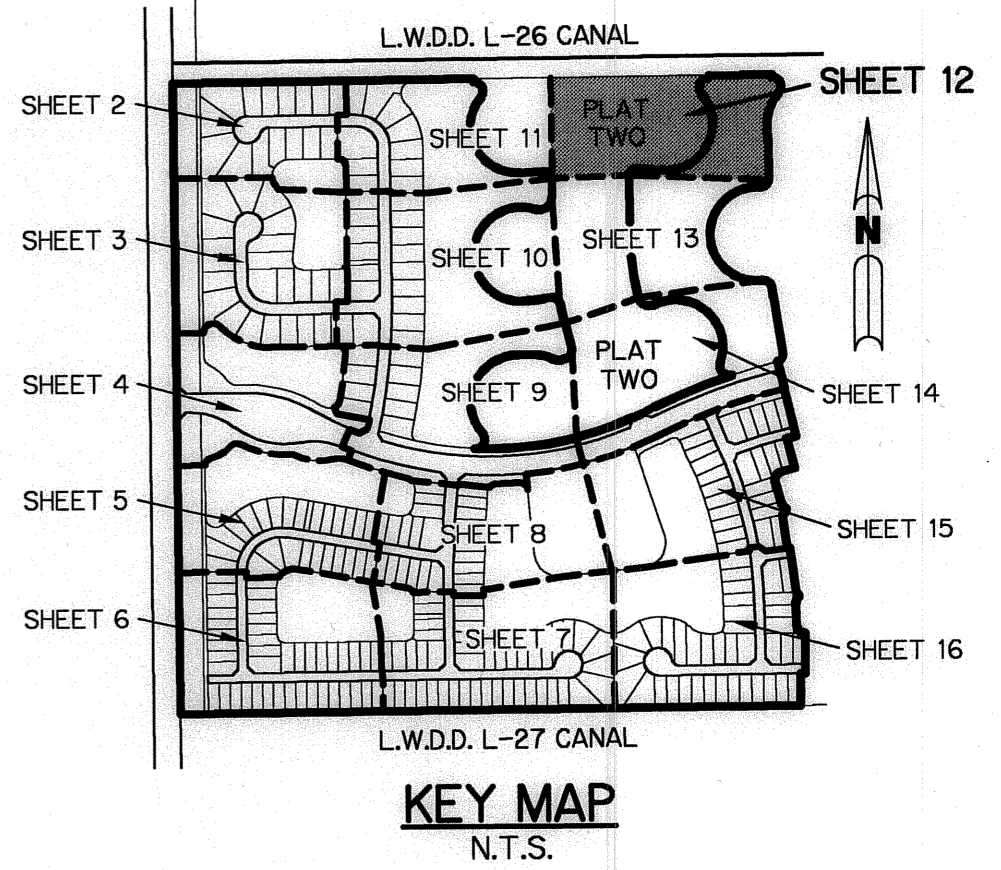 L.W.D.D. L-26 CANAL
SHEET 12
SHEET 2
PLAT
TWO
SHEET 11
N
SHEET 3
SHEET 13
SHEET 10
PLAT
TWO
SHEET 4
SHEET 9
SHEET 14
SHEET 5
SHEET 8
SHEET 15
SHEET 6
SHEET 7
SHEET 16
L.W.D.D. L-27 CANAL
KEY MAP
N.T.S.